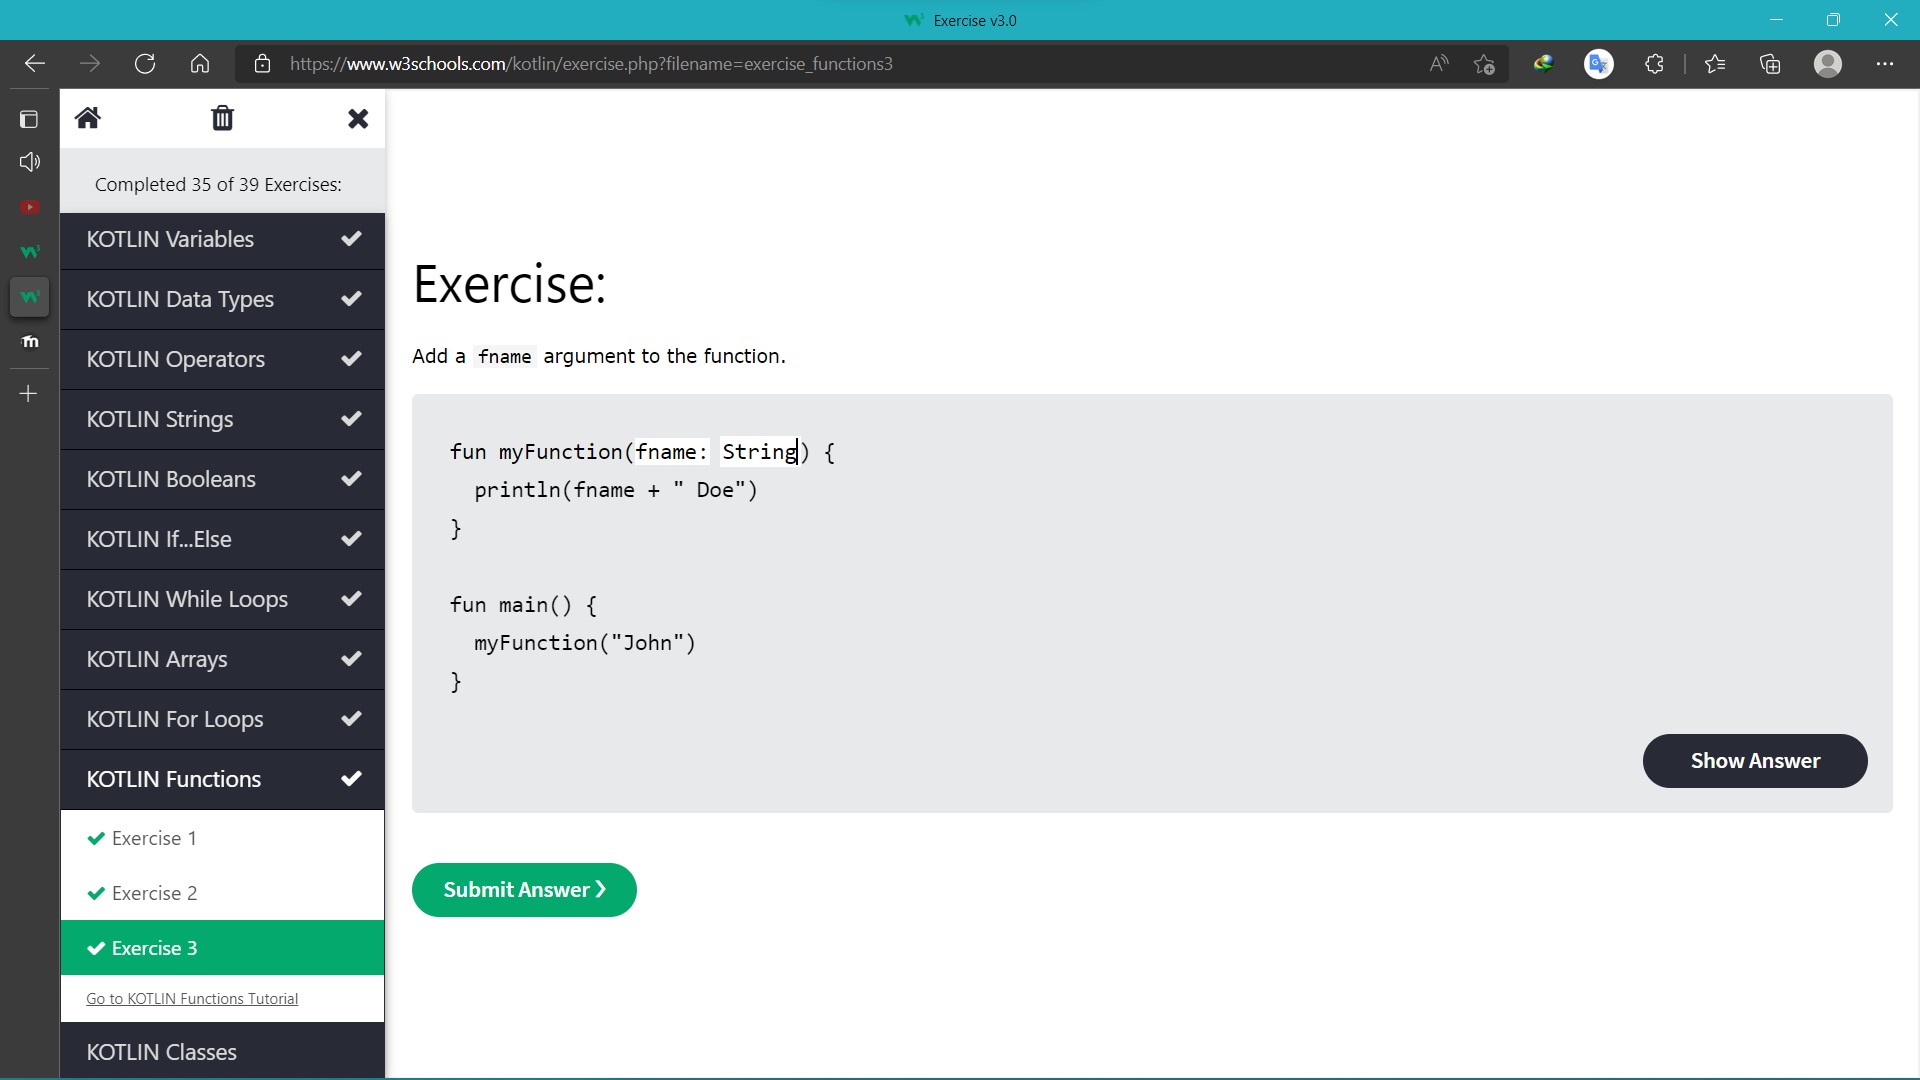 Exercise v3.0
https://www.w3schools.com/kotlin/exercise.php?filename=exercise_functions3
Completed 35 of 39 Exercises:
KOTLIN Variables
KOTLIN Data Types
KOTLIN Operators
KOTLIN Strings
KOTLIN Booleans
KOTLIN If...Else
KOTLIN While Loops
KOTLIN Arrays
KOTLIN For Loops
KOTLIN Functions
Exercise 1
Exercise 2
Exercise 3
Go to KOTLIN Functions Tutorial
KOTLIN Classes
Exercise:
Add a fname argument to the function.
fun myFunction(fname: String) {
  println(fname + " Doe")
}
fun main() {
  myFunction("John")
}
Show Answer
Submit Answer ❯